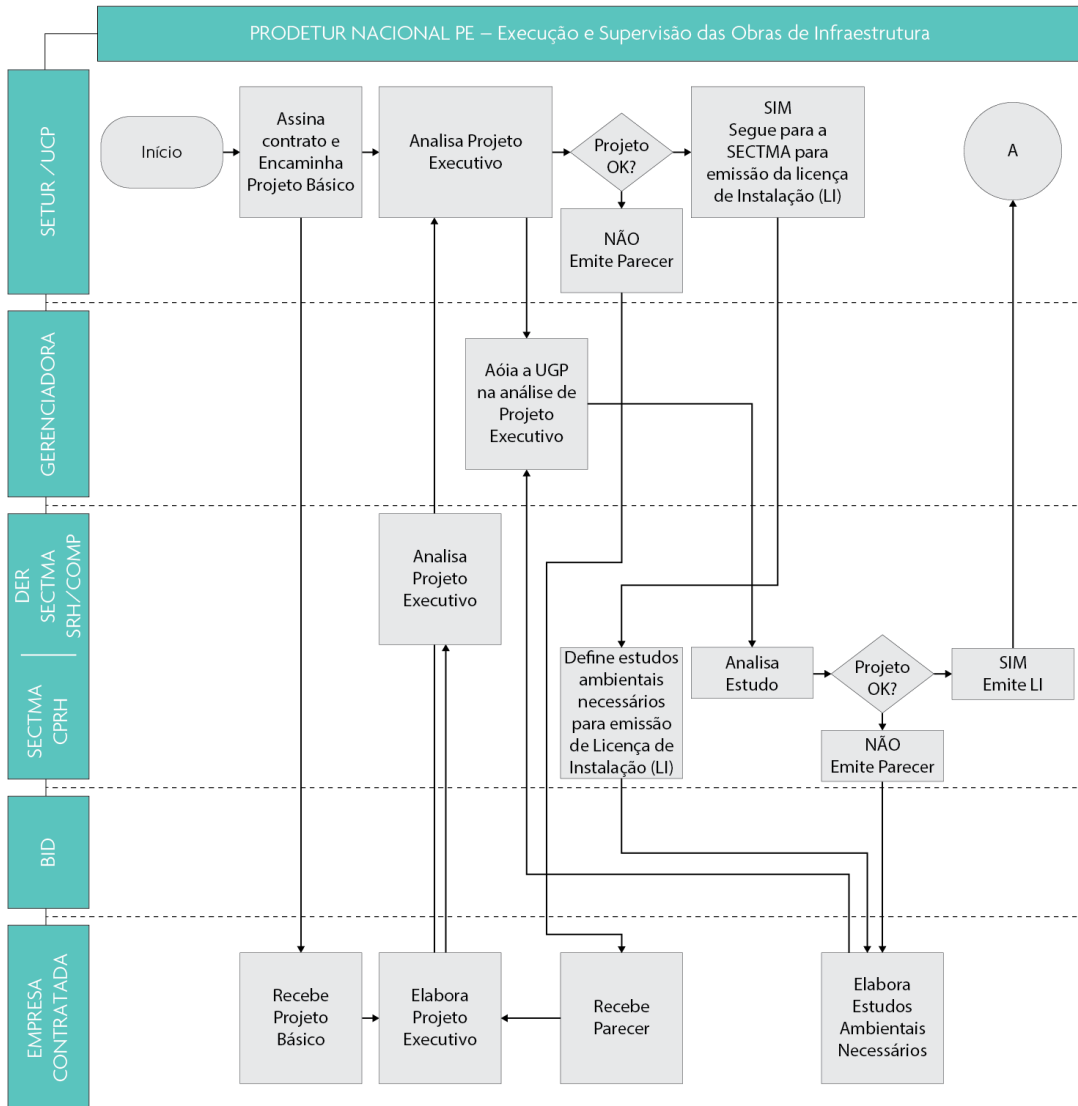 PRODETUR NACIONAL PE – Execução e Supervisão das Obras de Infraestrutura
SETUR /UCP
Início
Assina
contrato e
Encaminha
Projeto Básico
Analisa Projeto
Executivo
Projeto
OK?
SIM
Segue para a
SECTMA para
emissão da licença
de Instalação (LI)
A
NÃO
Emite Parecer
GERENCIADORA
Aóia a UGP
na análise de
Projeto
Executivo
DER
SECTMA
SRH/COMP
SECTMA
CPRH
Analisa
Projeto
Executivo
Define estudos
ambientais
necessários
para emissão
de Licença de
Instalação (LI)
Analisa
Estudo
Projeto
OK?
SIM
Emite LI
NÃO
Emite Parecer
BID
EMPRESA
CONTRATADA
Recebe
Projeto
Básico
Elabora
Projeto
Executivo
Recebe
Parecer
Elabora
Estudos
Ambientais
Necessários